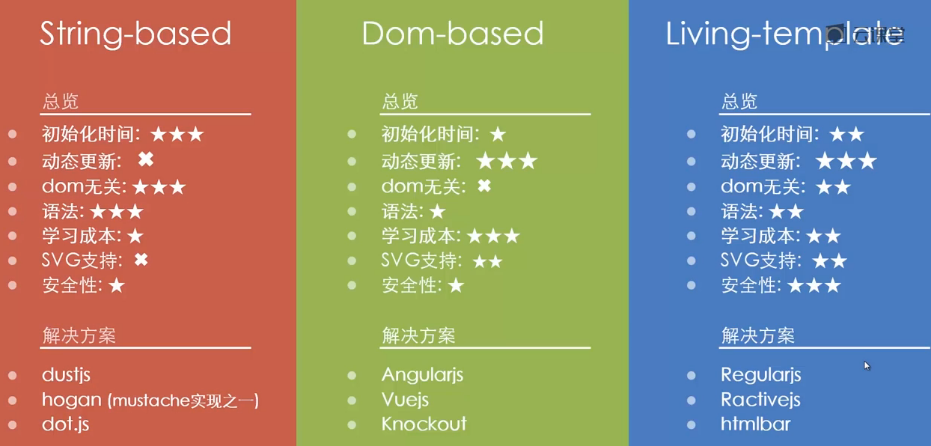 String-based
总览
初始化时间: ★★★
动态更新: ✖
dom无关: ★★★
语法: ★★★
学习成本: ★
SVG支持: ✖
安全性: ★
解决方案
dustjs
hogan (mustache实现之一)
dot.js
Dom-based
总览
初始化时间: ★
动态更新: ★★★
dom无关: ✖
语法: ★
学习成本: ★★★
SVG支持: ★★
安全性: ★
解决方案
Angularjs
Vuejs
Knockout
Living-template
总览
初始化时间: ★★
动态更新: ★★★
dom无关: ★★
语法: ★★
学习成本: ★★
SVG支持: ★★
安全性: ★★★
解决方案
Regularjs
Ractivejs
htmlbar